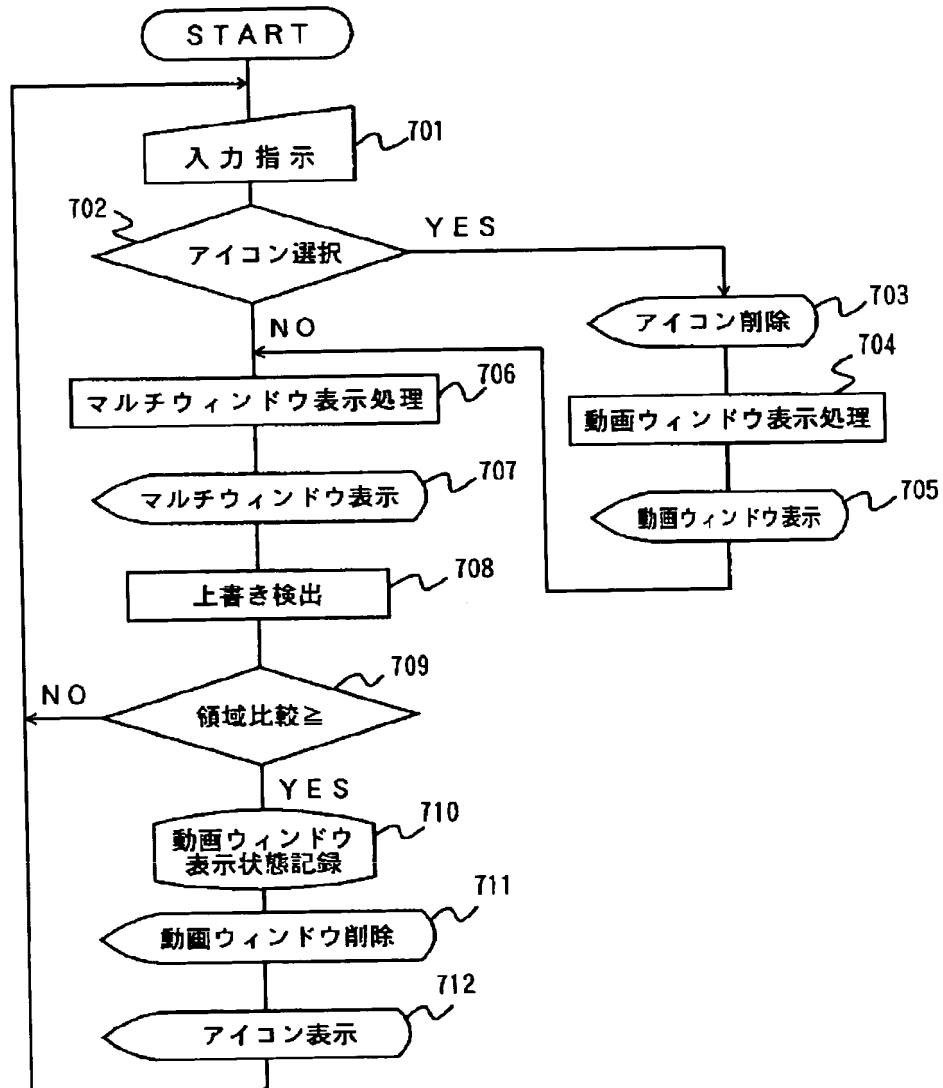 START
701
入力指示
702
アイコン選択
YES
NO
703
アイコン削除
704
動画ウィンドウ表示処理
705
動画ウィンドウ表示
706
マルチウィンドウ表示処理
707
マルチウィンドウ表示
708
上書き検出
709
領域比較≧
NO
YES
710
動画ウィンドウ
表示状態記録
711
動画ウィンドウ削除
712
アイコン表示